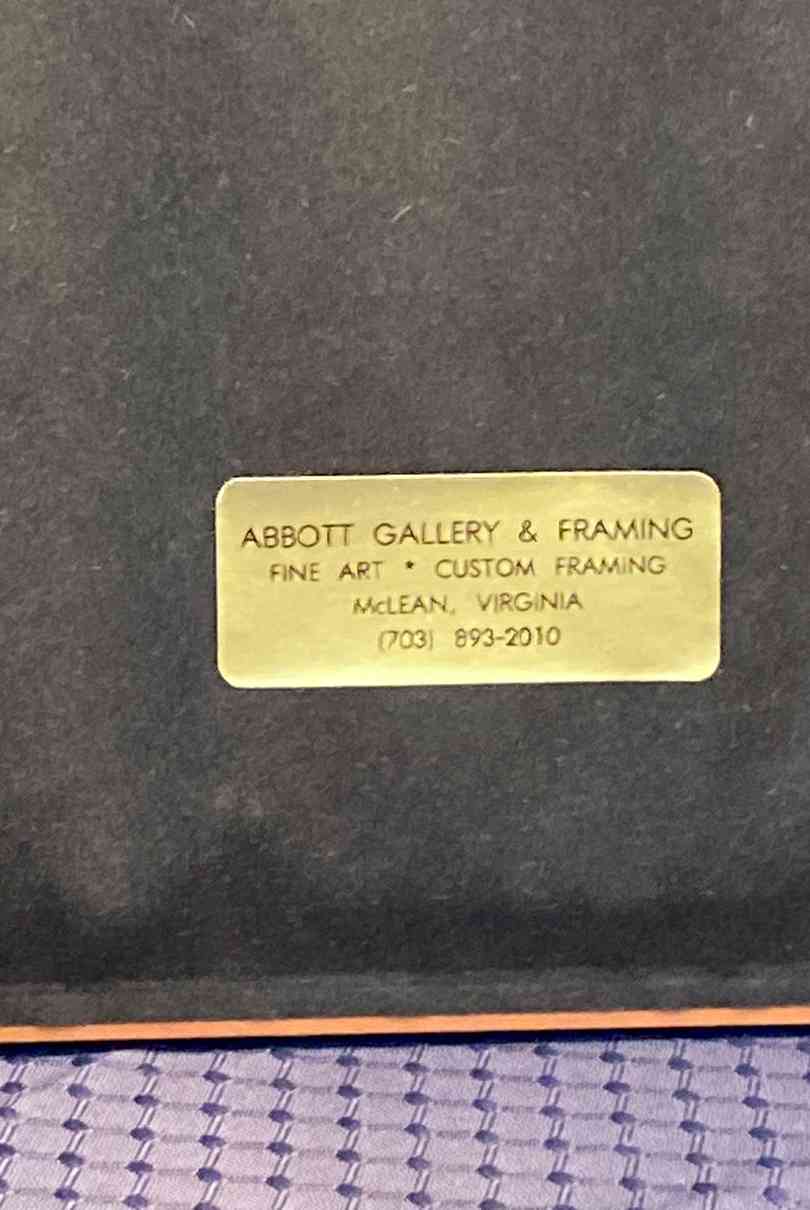 ABBOTT GALLERY & FRAMING
FINE ART * CUSTOM FRAMING
McLEAN, VIRGINIA
(703) 893-2010